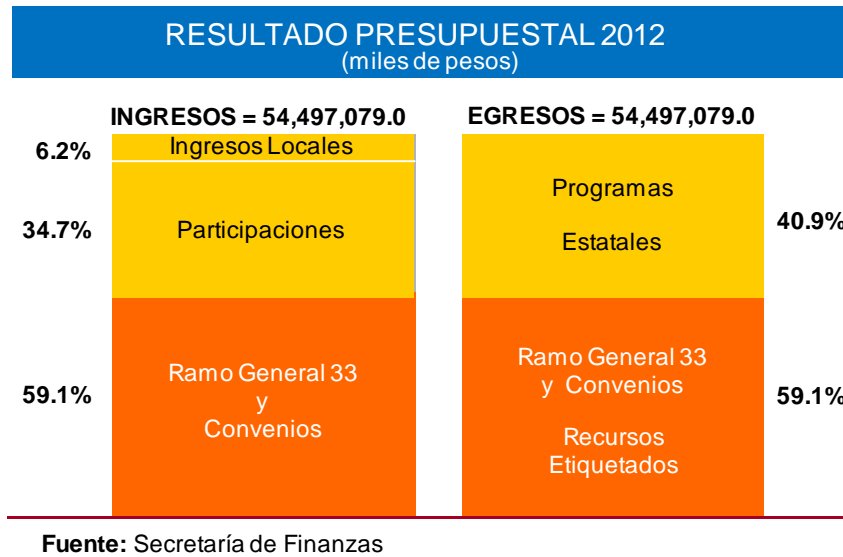 RESULTADO PRESUPUESTAL 2012
(miles de pesos)
INGRESOS = 54,497,079.0
EGRESOS = 54,497,079.0
6.2%
Ingresos Locales
34.7%
Participaciones
59.1%
Ramo General 33
y
Convenios
Programas
Estatales
40.9%
Ramo General 33
y Convenios
Recursos
Etiquetados
59.1%
Fuente: Secretaría de Finanzas